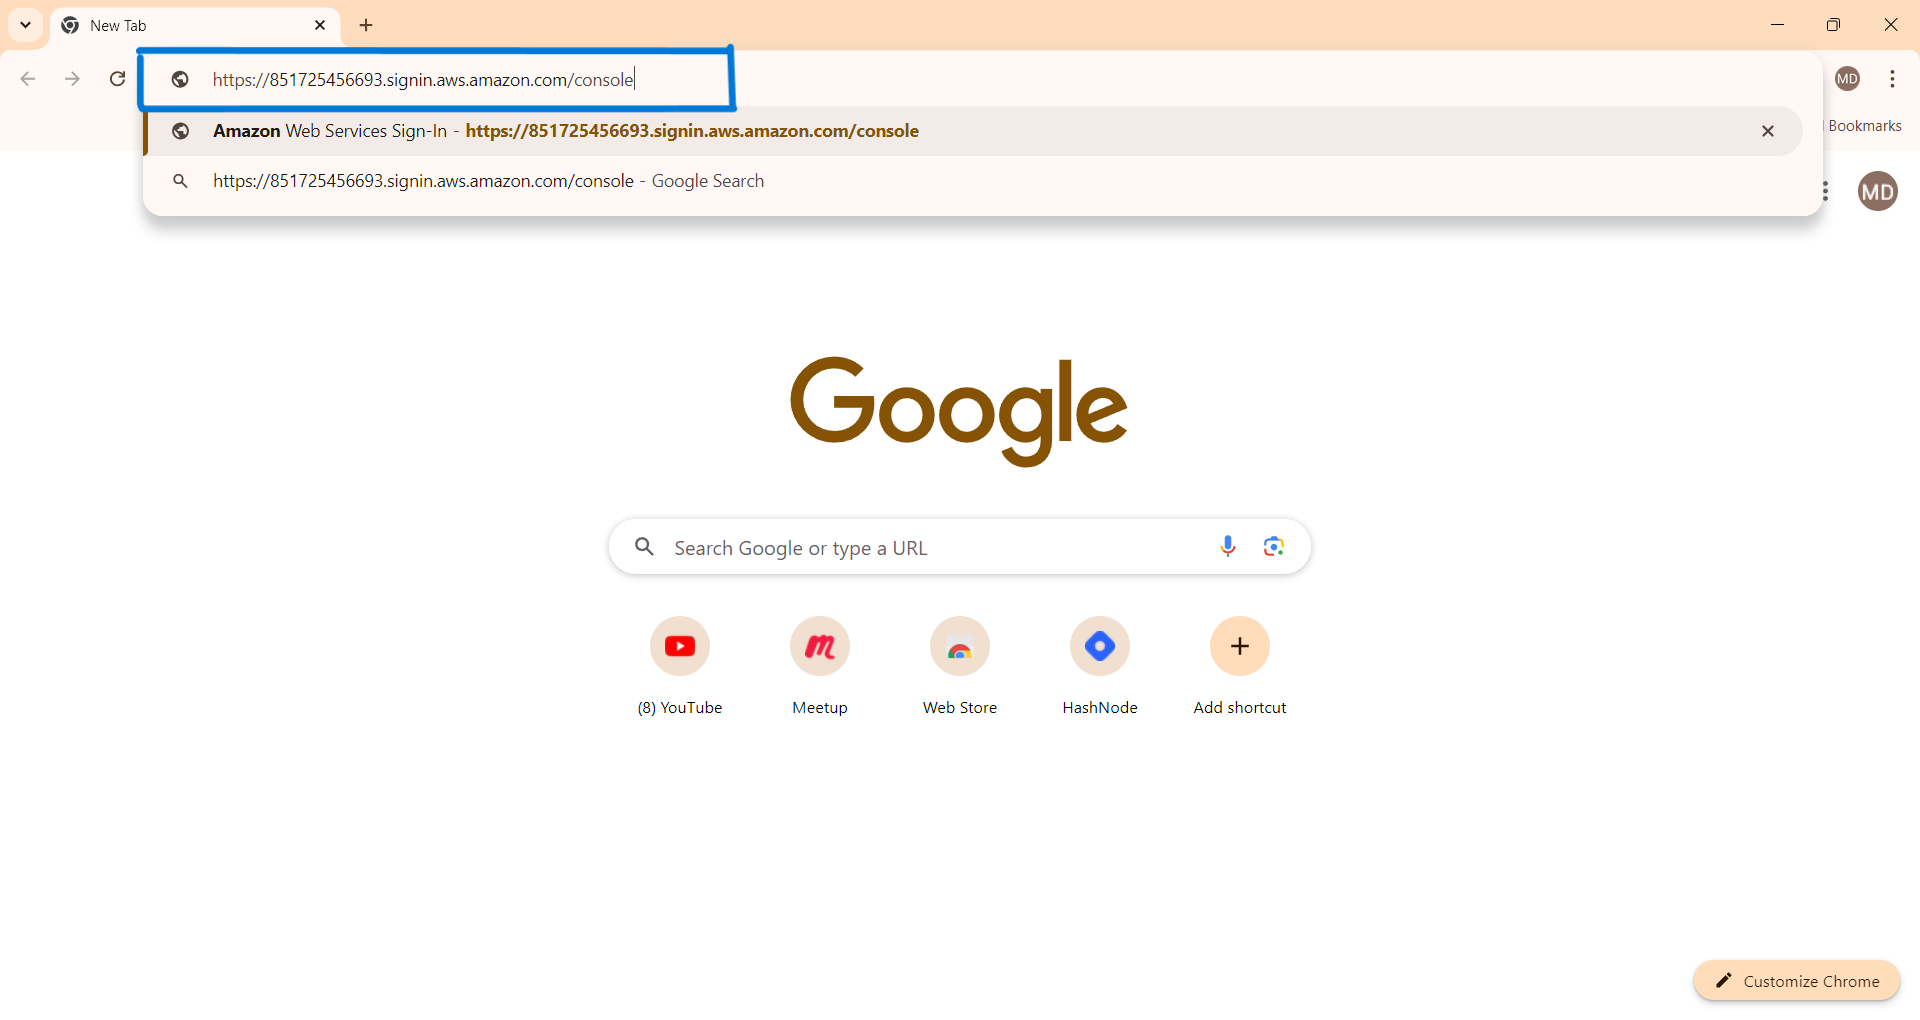 New Tab
https://851725456693.signin.aws.amazon.com/console
MD
Amazon Web Services Sign-In - https://851725456693.signin.aws.amazon.com/console
Bookmarks
https://851725456693.signin.aws.amazon.com/console - Google Search
MD
Google
Search Google or type a URL
(8) YouTube
Meetup
Web Store
HashNode
Add shortcut
Customize Chrome